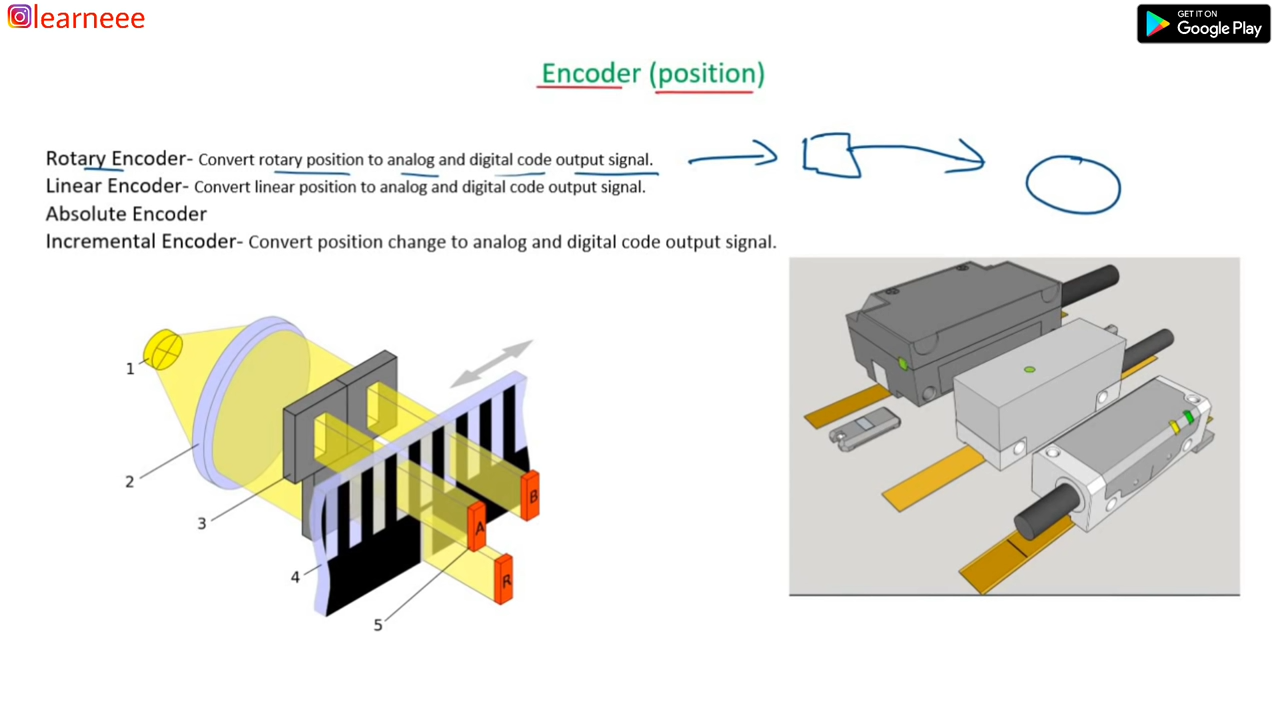 learneee
GET IT ON
Google Play
Encoder (position)
Rotary Encoder- Convert rotary position to analog and digital code output signal.
Linear Encoder- Convert linear position to analog and digital code output signal.
Absolute Encoder
Incremental Encoder- Convert position change to analog and digital code output signal.
1
2
3
4
5
A
B
R